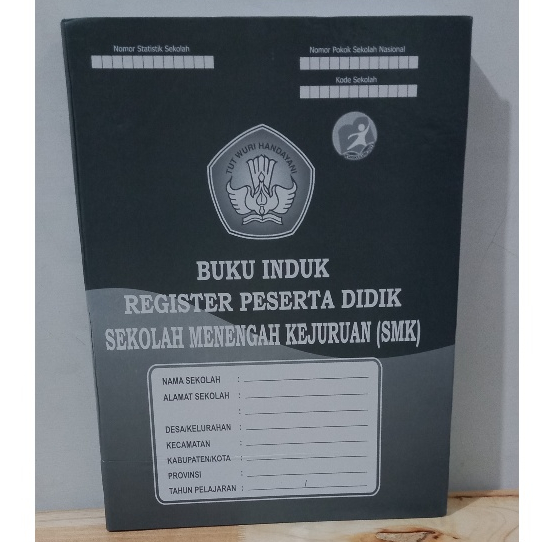 Nomor Statistik Sekolah
Nomor Pokok Sekolah Nasional
Kode Sekolah
TUT WURI HANDAYANI
BUKU INDUK
REGISTER PESERTA DIDIK
SEKOLAH MENENGAH KEJURUAN (SMK)
NAMA SEKOLAH :
ALAMAT SEKOLAH :
:
DESA/KELURAHAN :
KECAMATAN :
KABUPATEN/KOTA :
PROVINSI :
TAHUN PELAJARAN : /